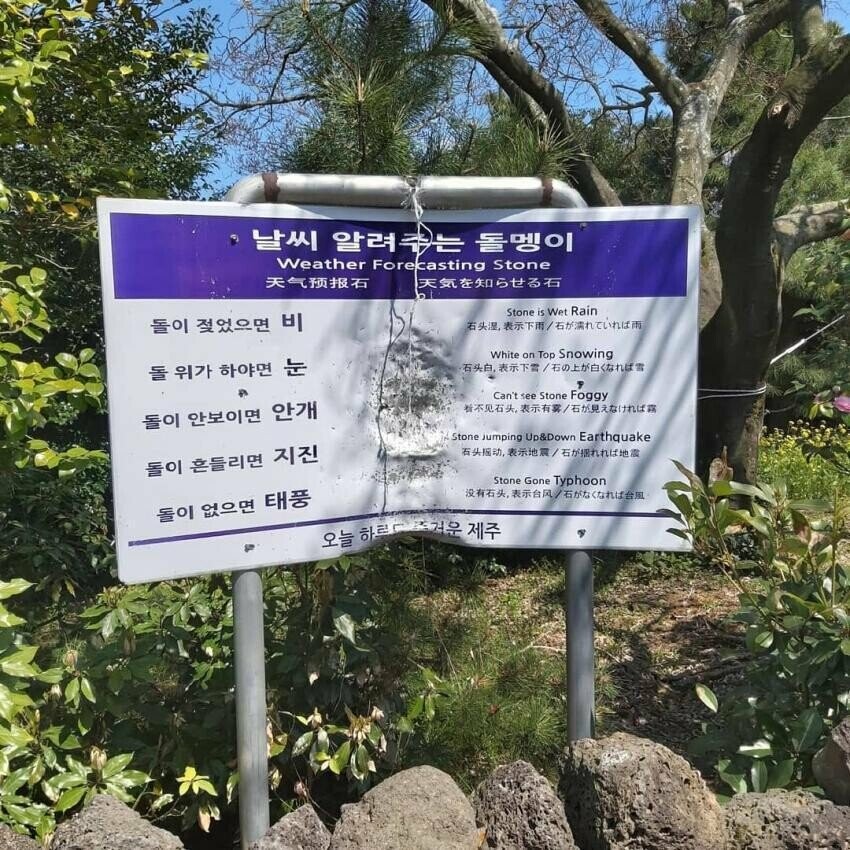 날씨 알려주는 돌멩이
Weather Forecasting Stone
天气预报石 天気を知らせる石
돌이 젖었으면 비
돌 위가 하야면 눈
돌이 안보이면 안개
돌이 흔들리면 지진
돌이 없으면 태풍
Stone is Wet Rain
石头湿, 表示下雨 / 石が濡れていれば雨
White on Top Snowing
石头白, 表示下雪 / 石の上が白くなれば雪
Can't see Stone Foggy
看不见石头, 表示有雾 / 石が見えなければ霧
Stone Jumping Up&Down Earthquake
石头摇动, 表示地震 / 石が揺れれば地震
Stone Gone Typhoon
没有石头, 表示台风 / 石がなくなれば台風
오늘 하루도 즐거운 제주